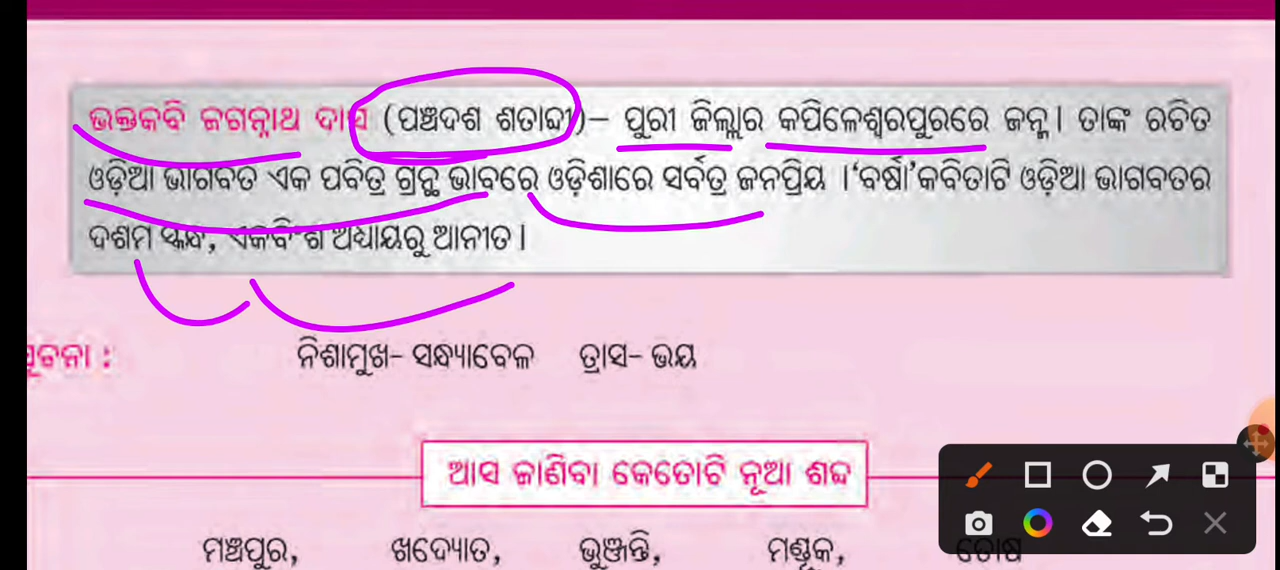 ଭକ୍ତକବି ଜଗନ୍ନାଥ ଦାସ (ପଞ୍ଚଦଶ ଶତାବ୍ଦୀ)– ପୁରୀ ଜିଲ୍ଲାର କପିଳେଶ୍ୱରପୁରରେ ଜନ୍ମ। ତାଙ୍କ ରଚିତ
ଓଡ଼ିଆ ଭାଗବତ ଏକ ପବିତ୍ର ଗ୍ରନ୍ଥ ଭାବରେ ଓଡ଼ିଶାରେ ସର୍ବତ୍ର ଜନପ୍ରିୟ ।‘ବର୍ଷା’କବିତାଟି ଓଡ଼ିଆ ଭାଗବତର
ଦଶମ ସ୍କନ୍ଧ, ଏକବିଂଶ ଅଧ୍ୟାୟରୁ ଆନୀତ।
ସୂଚନା : ନିଶାମୁଖ– ସନ୍ଧ୍ୟାବେଳ ତ୍ରାସ– ଭୟ
ଆସ ଜାଣିବା କେତୋଟି ନୂଆ ଶବ୍ଦ
ମଞ୍ଚପୁର, ଖଦ୍ୟୋତ, ଭୁଞ୍ଜନ୍ତି, ମଣ୍ଡୂକ, ତୋଷ